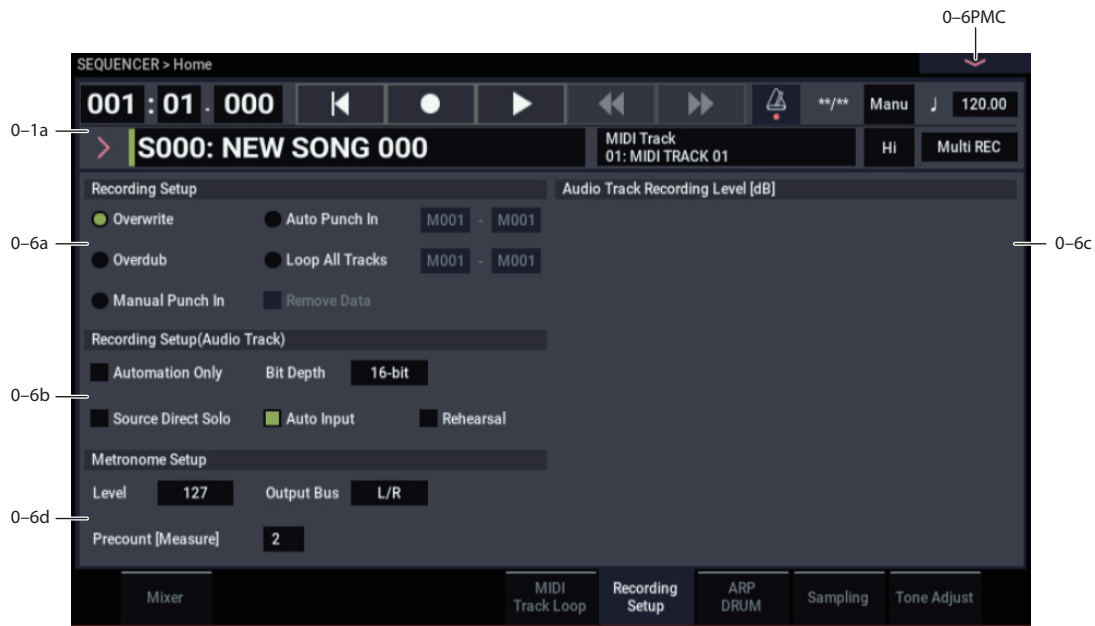 0–6PMC
SEQUENCER > Home
001 : 01 . 000
**/**
Manu
♩ 120.00
0–1a
S000: NEW SONG 000
MIDI Track
01: MIDI TRACK 01
Hi
Multi REC
Recording Setup
Audio Track Recording Level [dB]
Overwrite
Auto Punch In
M001 - M001
0–6a
0–6c
Overdub
Loop All Tracks
M001 - M001
Manual Punch In
Remove Data
Recording Setup(Audio Track)
Automation Only
Bit Depth
16-bit
0–6b
Source Direct Solo
Auto Input
Rehearsal
Metronome Setup
Level
127
Output Bus
L/R
0–6d
Precount [Measure]
2
Mixer
MIDI
Track Loop
Recording
Setup
ARP
DRUM
Sampling
Tone Adjust